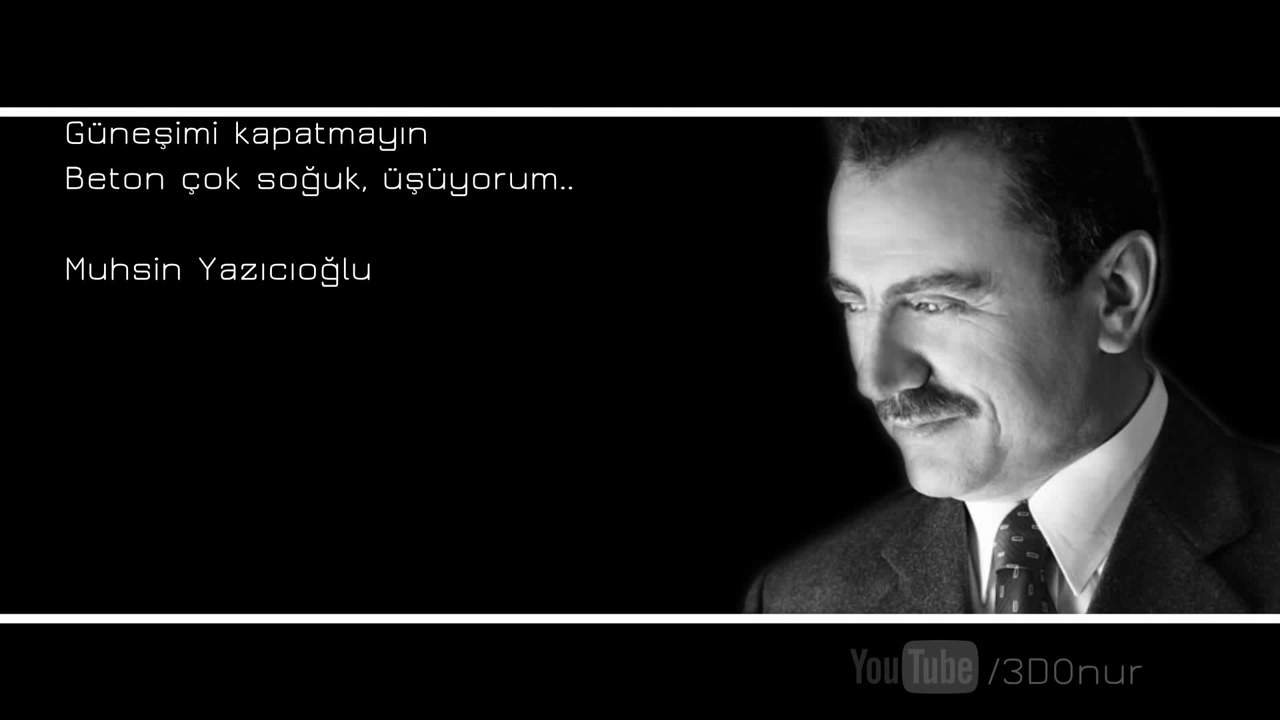 Güneşimi kapatmayın
Beton çok soğuk, üşüyorum..
Muhsin Yazıcıoğlu
YouTube /3DOnur